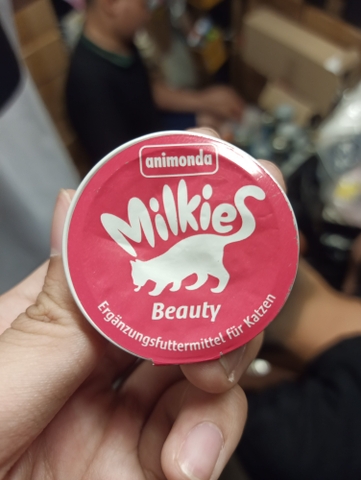 animonda
Milkies
Beauty
Ergänzungsfuttermittel für Katzen